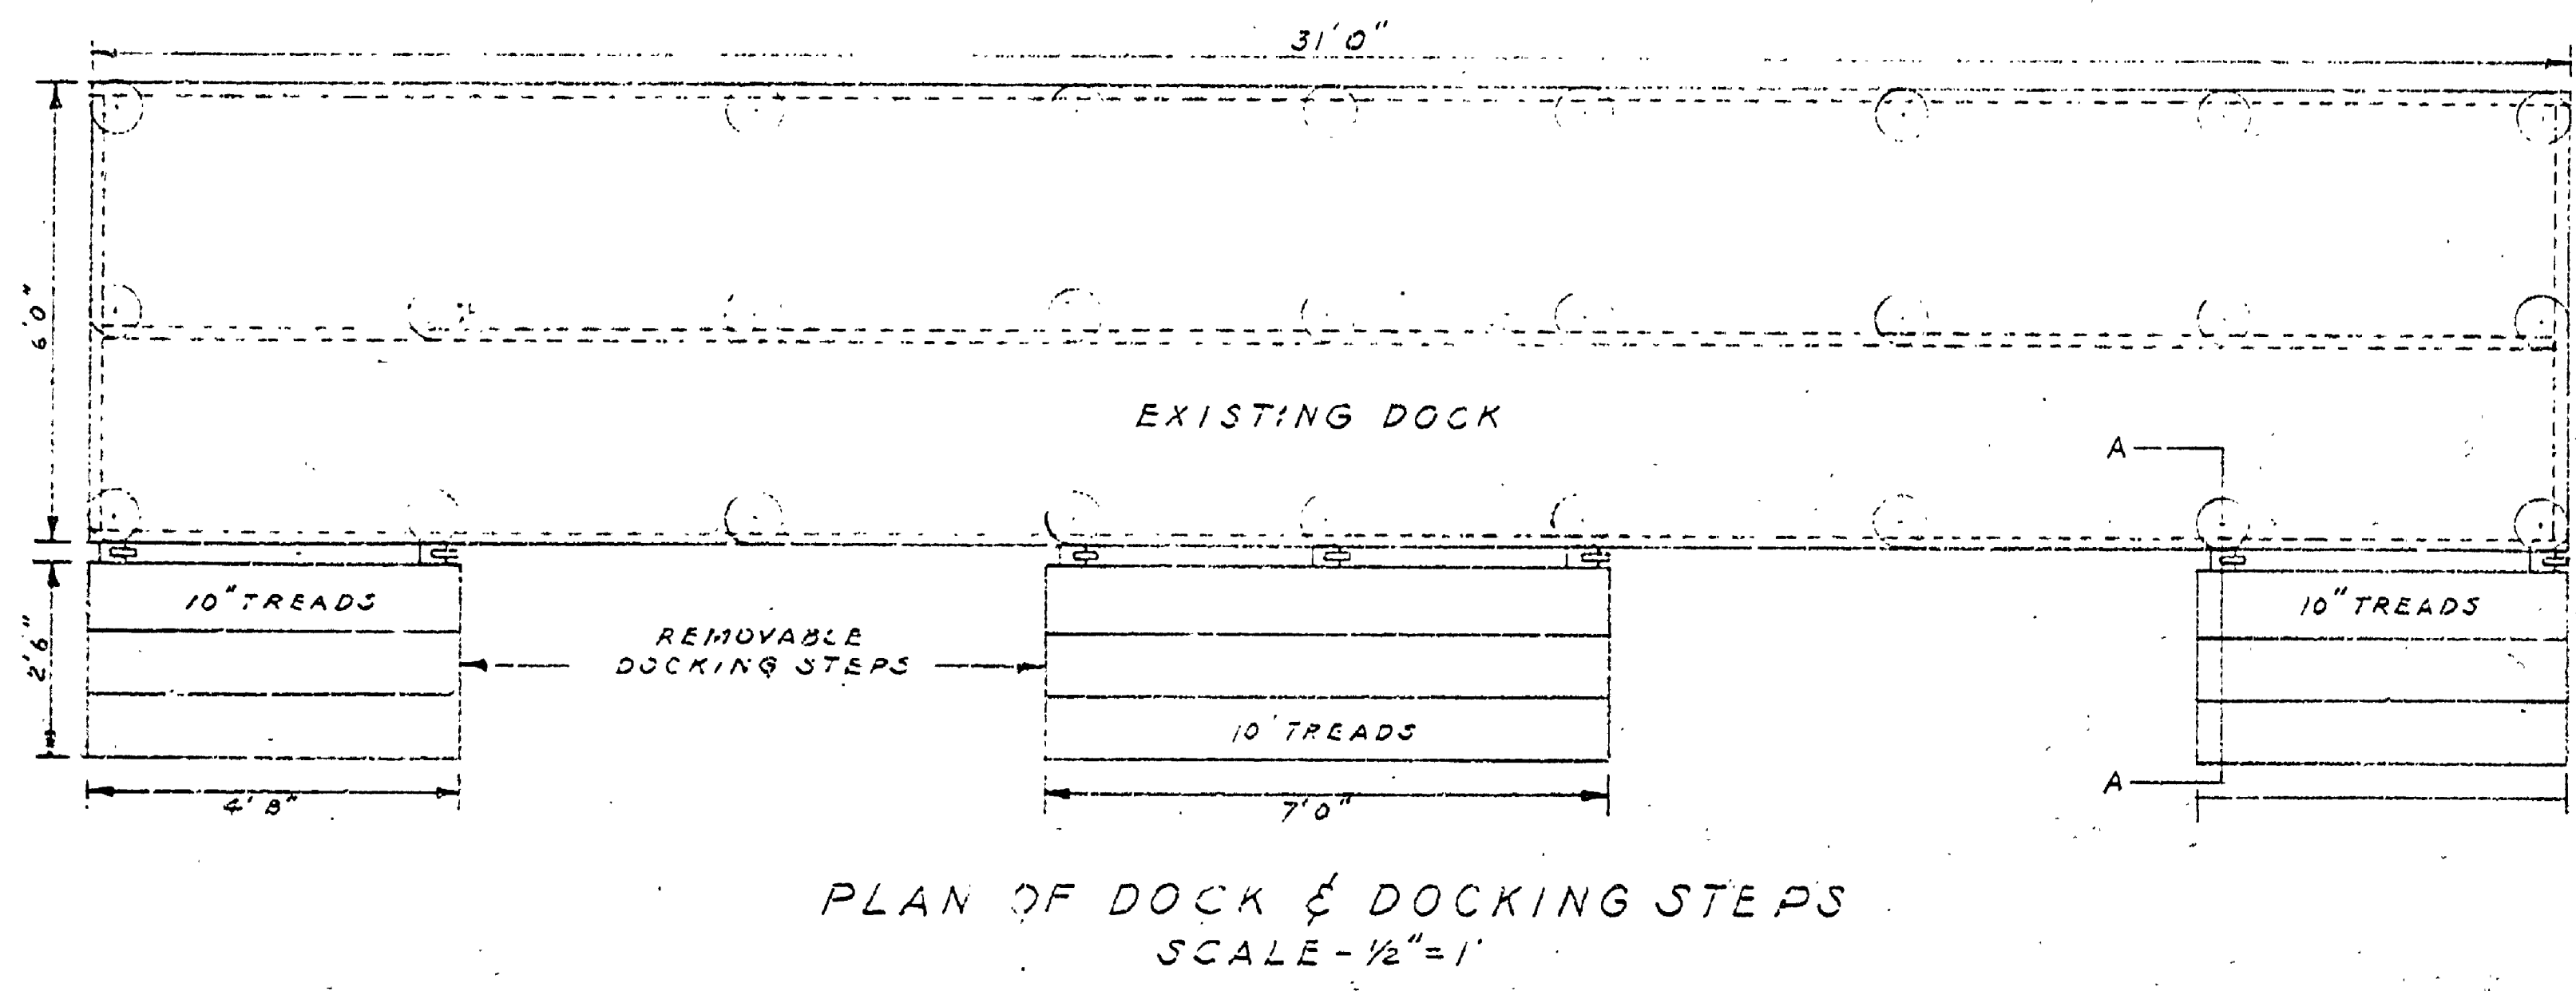 31'0"
6'0"
EXISTING DOCK
A
10" TREADS
10" TREADS
2'6"
REMOVABLE
DOCKING STEPS
10' TREADS
A
4'8"
7'0"
PLAN OF DOCK & DOCKING STEPS
SCALE - ½" = 1'